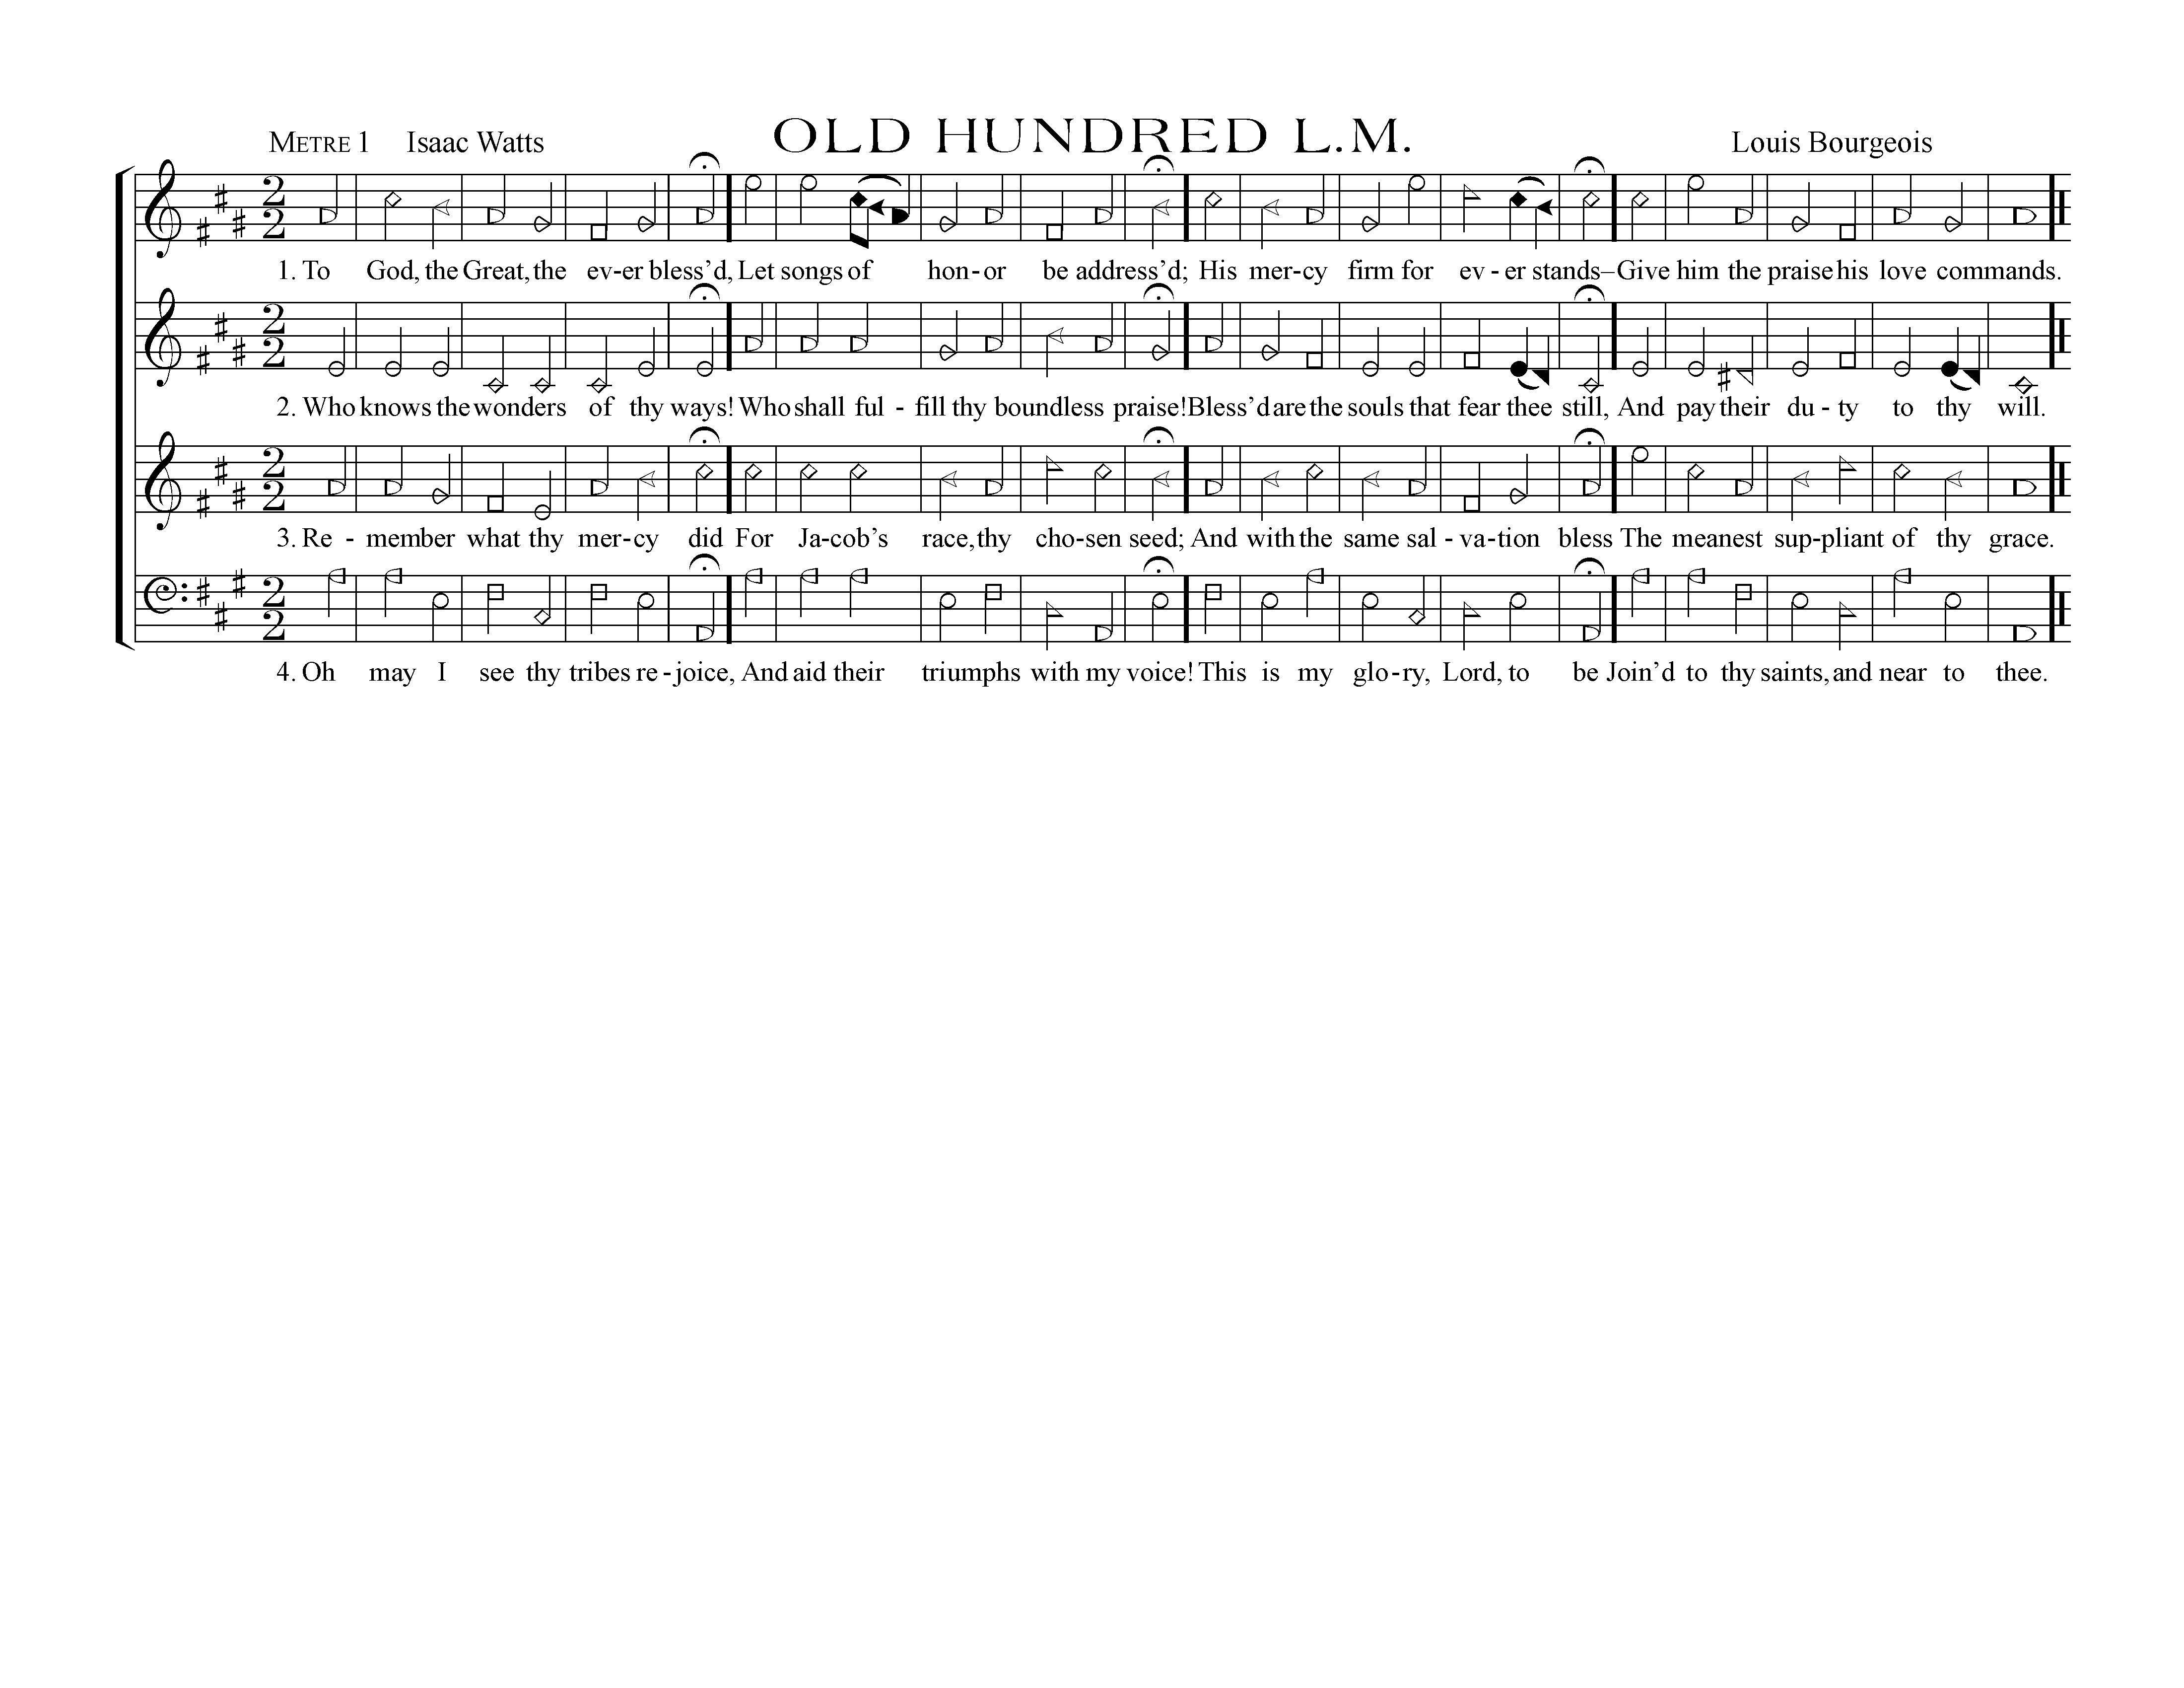 OLD HUNDRED L.M.
METRE 1 Isaac Watts Louis Bourgeois
1. To God, the Great, the ev-er bless’d, Let songs of hon-or be address’d; His mer-cy firm for ev-er stands–Give him the praise his love commands.
2. Who knows the wonders of thy ways! Who shall ful-fill thy boundless praise! Bless’d are the souls that fear thee still, And pay their du-ty to thy will.
3. Re-member what thy mer-cy did For Ja-cob’s race, thy cho-sen seed; And with the same sal-va-tion bless The meanest sup-pliant of thy grace.
4. Oh may I see thy tribes re-joice, And aid their triumphs with my voice! This is my glo-ry, Lord, to be Join’d to thy saints, and near to thee.